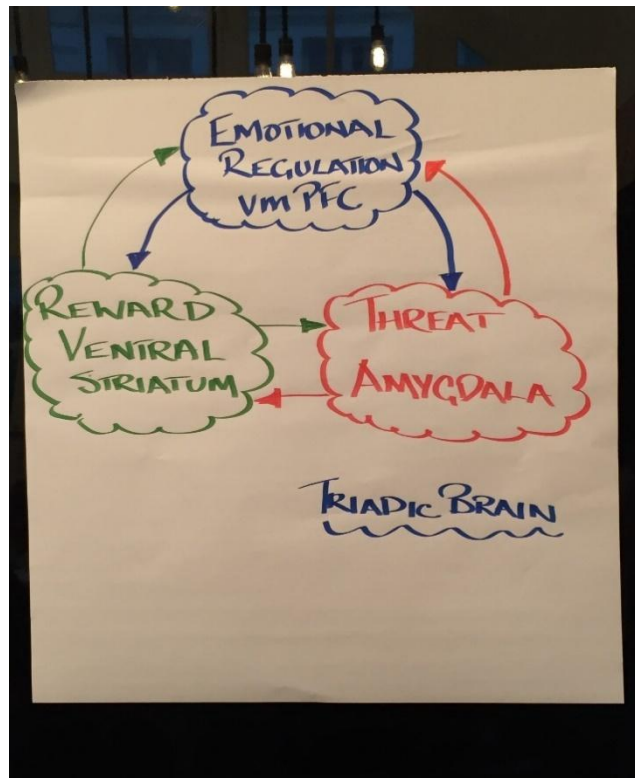 EMOTIONAL
REGULATION
vmPFC
REWARD
VENTRAL
STRIATUM
THREAT
AMYGDALA
TRIADIC BRAIN